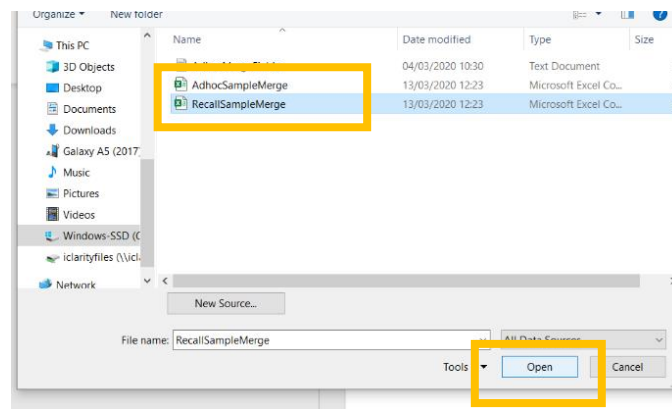 Organize New folder
This PC
3D Objects
Desktop
Documents
Downloads
Galaxy A5 (2017
Music
Pictures
Videos
Windows-SSD (C
iclarityfiles (\\icl
Network
Name Date modified Type Size
04/03/2020 10:30 Text Document
AdhocSampleMerge 13/03/2020 12:23 Microsoft Excel Co...
RecallSampleMerge 13/03/2020 12:23 Microsoft Excel Co...
New Source...
File name: RecallSampleMerge All Data Sources
Tools Open Cancel